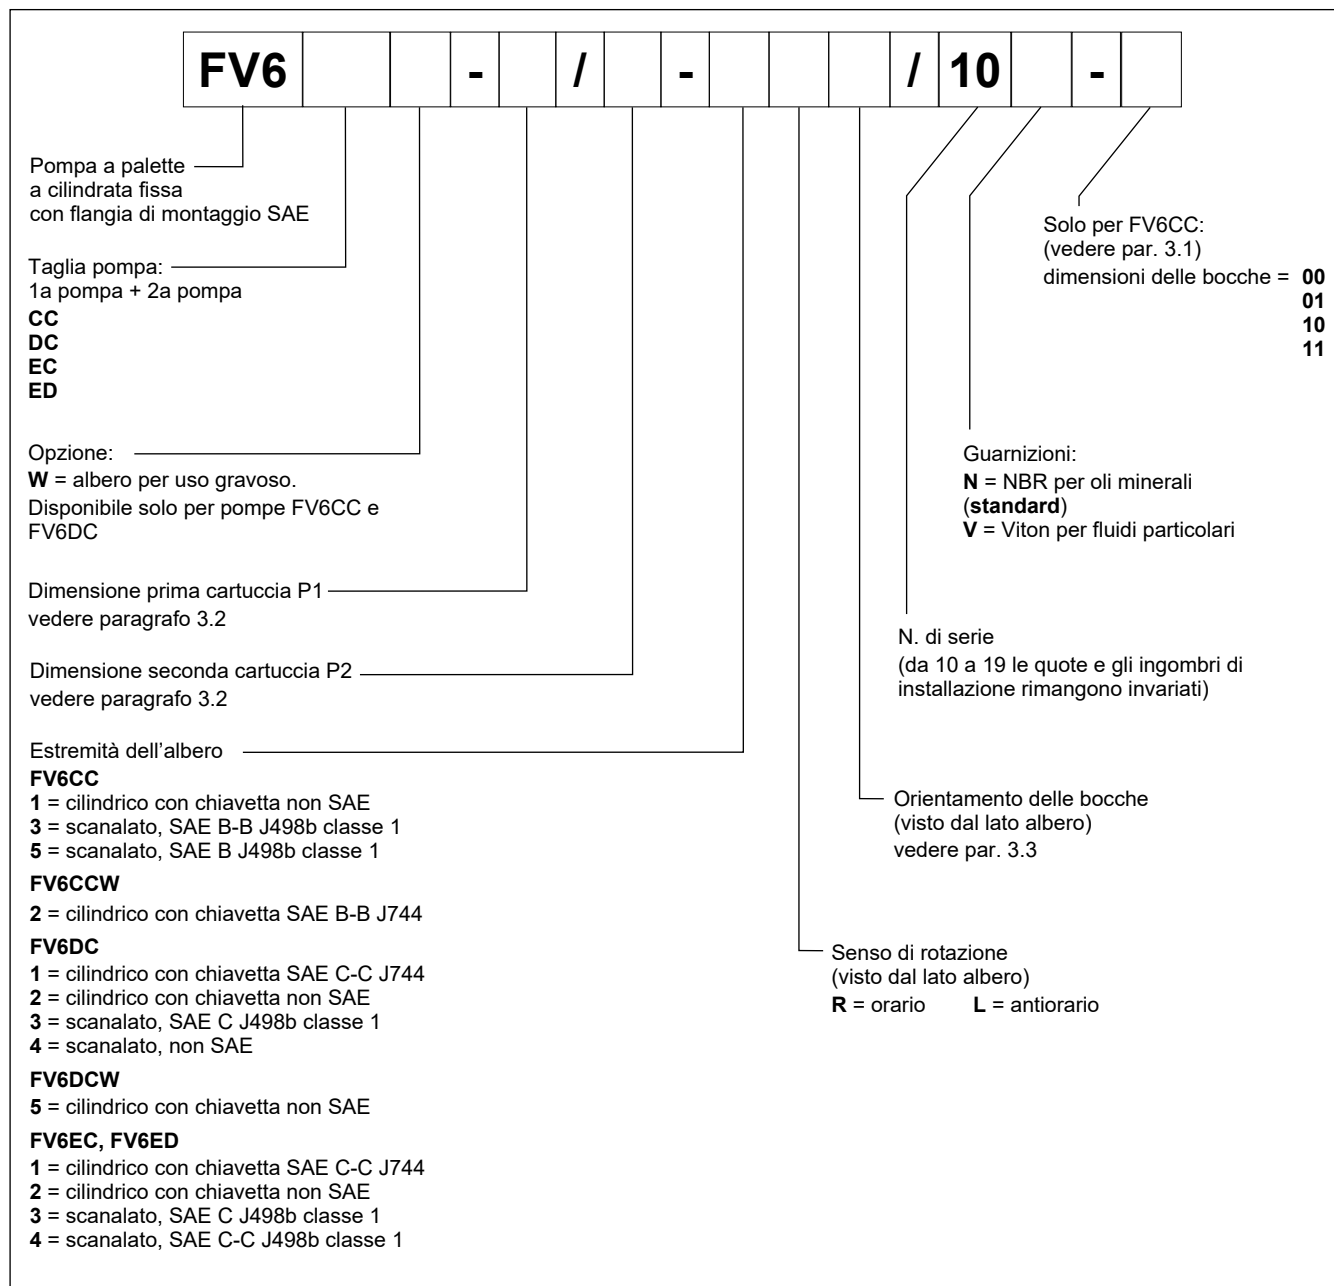 FV6 - / - / 10 -
Pompa a palette
a cilindrata fissa
con flangia di montaggio SAE
Taglia pompa:
1a pompa + 2a pompa
CC
DC
EC
ED
Opzione:
W = albero per uso gravoso.
Disponibile solo per pompe FV6CC e
FV6DC
Dimensione prima cartuccia P1
vedere paragrafo 3.2
Dimensione seconda cartuccia P2
vedere paragrafo 3.2
Estremità dell'albero
FV6CC
1 = cilindrico con chiavetta non SAE
3 = scanalato, SAE B-B J498b classe 1
5 = scanalato, SAE B J498b classe 1
FV6CCW
2 = cilindrico con chiavetta SAE B-B J744
FV6DC
1 = cilindrico con chiavetta SAE C-C J744
2 = cilindrico con chiavetta non SAE
3 = scanalato, SAE C J498b classe 1
4 = scanalato, non SAE
FV6DCW
5 = cilindrico con chiavetta non SAE
FV6EC, FV6ED
1 = cilindrico con chiavetta SAE C-C J744
2 = cilindrico con chiavetta non SAE
3 = scanalato, SAE C J498b classe 1
4 = scanalato, SAE C-C J498b classe 1
Solo per FV6CC:
(vedere par. 3.1)
dimensioni delle bocche = 00
01
10
11
Guarnizioni:
N = NBR per oli minerali
(standard)
V = Viton per fluidi particolari
N. di serie
(da 10 a 19 le quote e gli ingombri di
installazione rimangono invariati)
Orientamento delle bocche
(visto dal lato albero)
vedere par. 3.3
Senso di rotazione
(visto dal lato albero)
R = orario L = antiorario